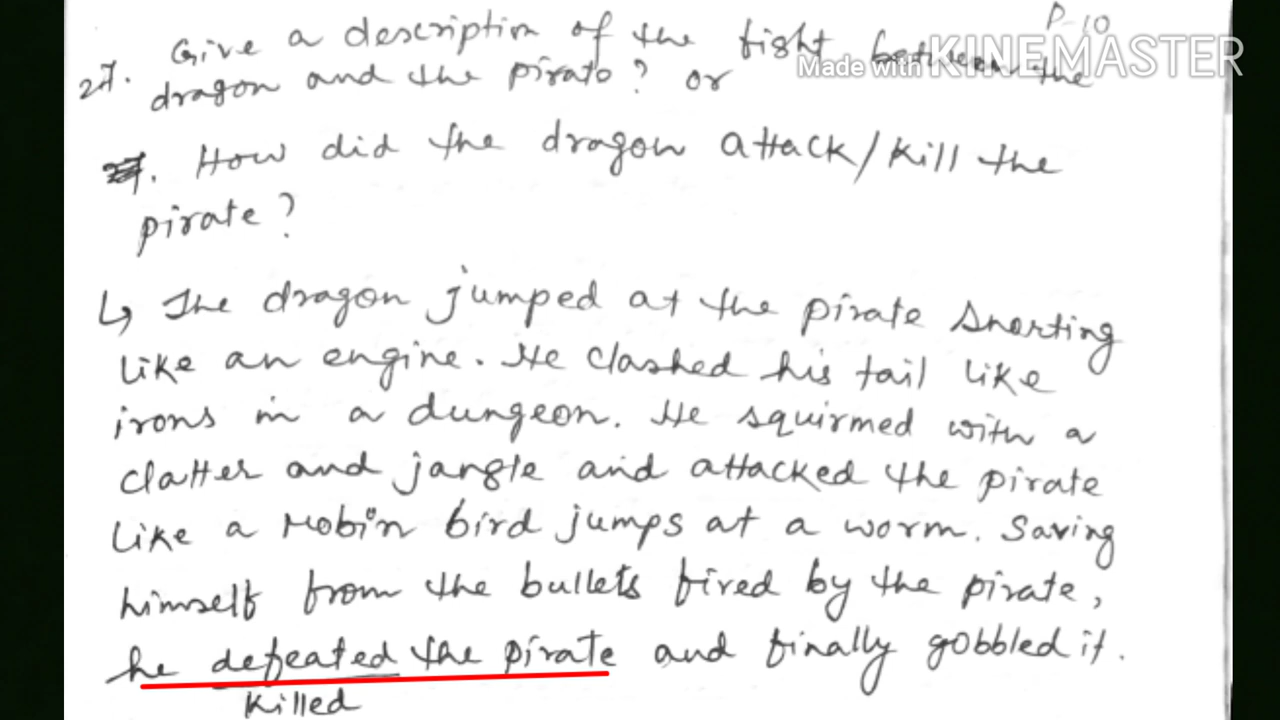 P-10
27. Give a description of the fight between the
Made with KINEMASTER
dragon and the pirate? or
How did the dragon attack/kill the
pirate?
↳ The dragon jumped at the pirate snorting
like an engine. He clashed his tail like
irons in a dungeon. He squirmed with a
clatter and jangle and attacked the pirate
like a robin bird jumps at a worm. Saving
himself from the bullets fired by the pirate,
he defeated the pirate and finally gobbled it.
killed